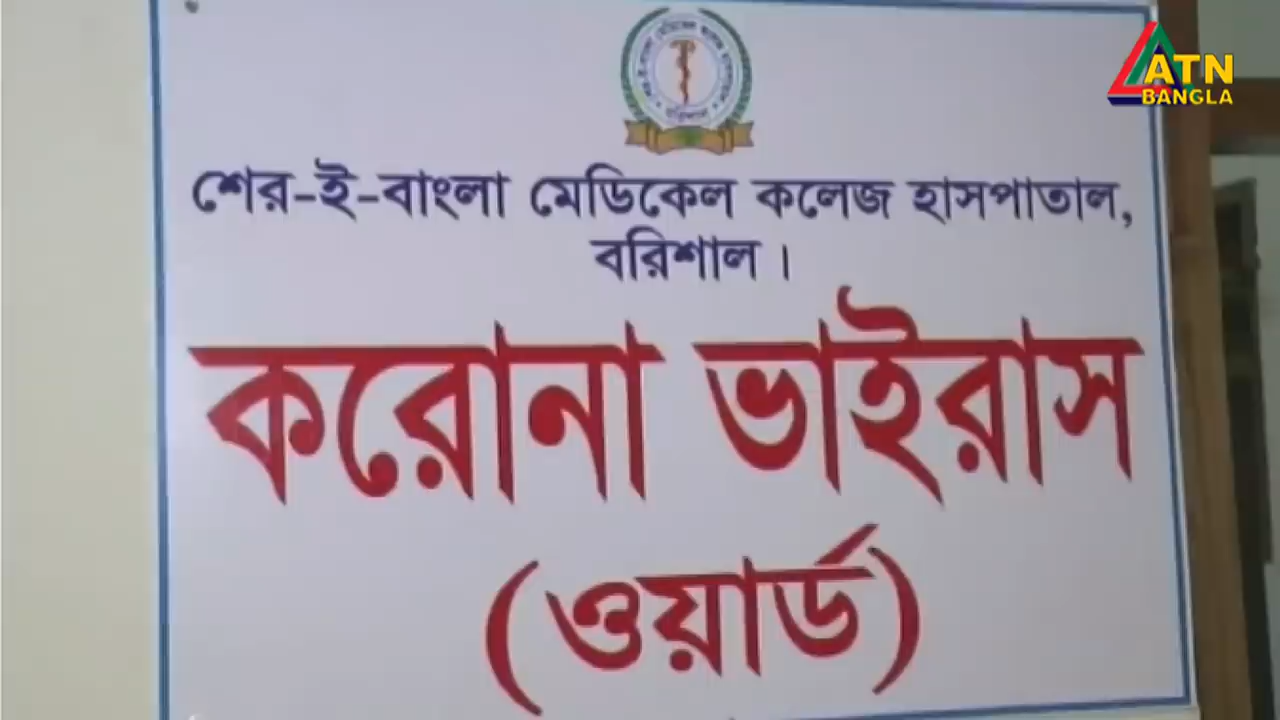 ATN
BANGLA
শের-ই-বাংলা মেডিকেল কলেজ হাসপাতাল,
বরিশাল।
করোনা ভাইরাস
(ওয়ার্ড)